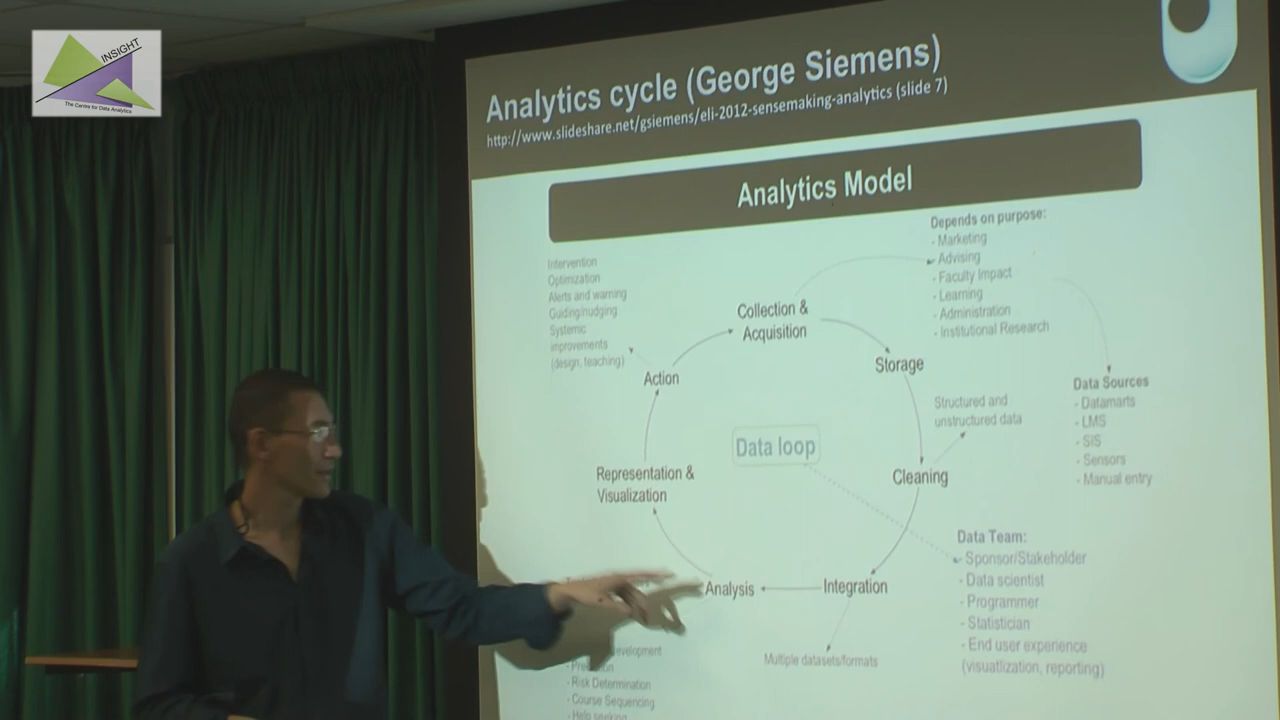 INSIGHT
The Centre for Data Analytics
Analytics cycle (George Siemens)
http://www.slideshare.net/gsiemens/eli-2012-sensemaking-analytics (slide 7)
Analytics Model
Depends on purpose:
- Marketing
- Advising
- Faculty Impact
- Learning
- Administration
- Institutional Research
Intervention
Optimization
Alerts and warning
Guiding/nudging
Systemic
improvements
(design, teaching)
Collection &
Acquisition
Action
Storage
Data Sources
- Datamarts
- LMS
- SIS
- Sensors
- Manual entry
Structured and
unstructured data
Data loop
Representation &
Visualization
Cleaning
Data Team:
- Sponsor/Stakeholder
- Data scientist
- Programmer
- Statistician
- End user experience
(visuatlization, reporting)
Analysis
Integration
Multiple datasets/formats
- Risk Determination
- Course Sequencing
- Help seeking